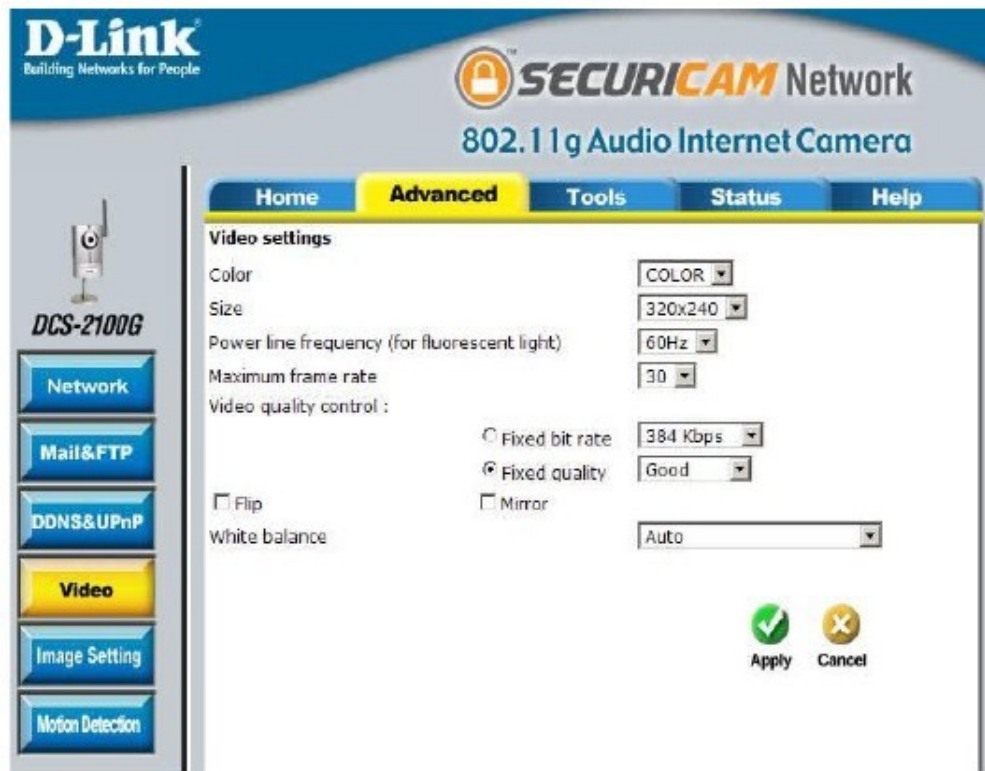 D-Link
Building Networks for People
SECURICAM Network
802.11g Audio Internet Camera
Home Advanced Tools Status Help
DCS-2100G
Network
Mail&FTP
DDNS&UPnP
Video
Image Setting
Motion Detection
Video settings
Color COLOR
Size 320x240
Power line frequency (for fluorescent light) 60Hz
Maximum frame rate 30
Video quality control :
Fixed bit rate 384 Kbps
Fixed quality Good
Flip Mirror
White balance Auto
Apply Cancel